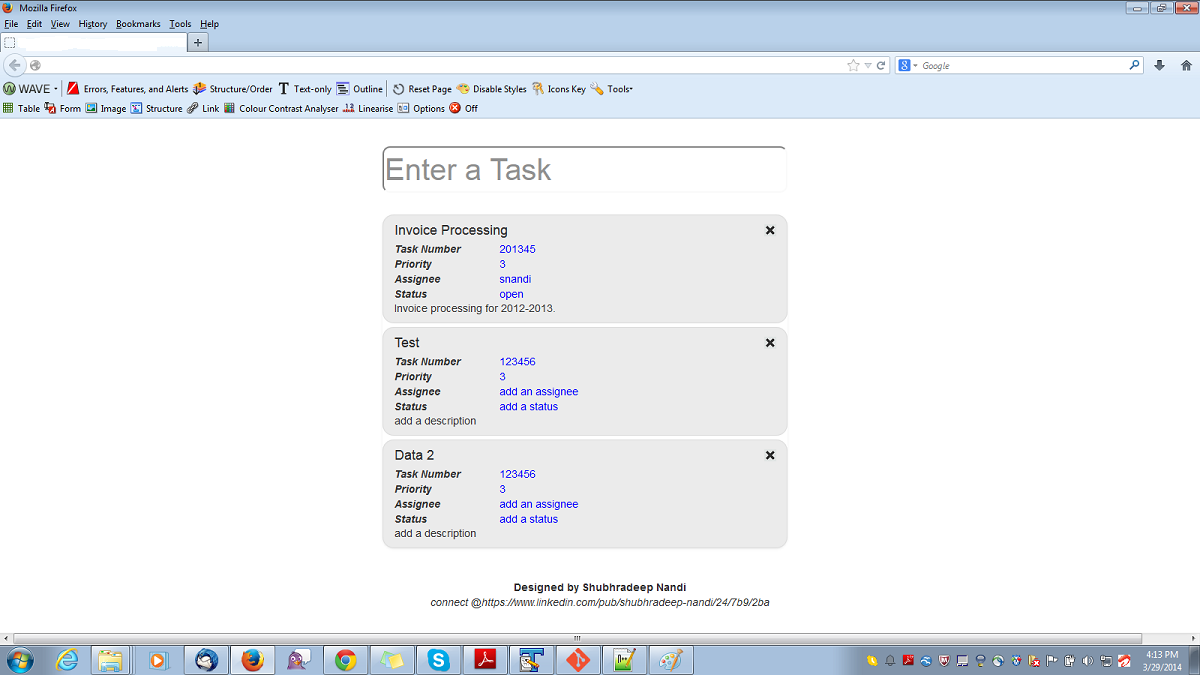 Mozilla Firefox
File Edit View History Bookmarks Tools Help
Google
WAVE Errors, Features, and Alerts Structure/Order Text-only Outline Reset Page Disable Styles Icons Key Tools
Table Form Image Structure Link Colour Contrast Analyser Linearise Options Off
Enter a Task
Invoice Processing
Task Number 201345
Priority 3
Assignee snandi
Status open
Invoice processing for 2012-2013.
Test
Task Number 123456
Priority 3
Assignee add an assignee
Status add a status
add a description
Data 2
Task Number 123456
Priority 3
Assignee add an assignee
Status add a status
add a description
Designed by Shubhradeep Nandi
connect @https://www.linkedin.com/pub/shubhradeep-nandi/24/7b9/2ba
4:13 PM
3/29/2014